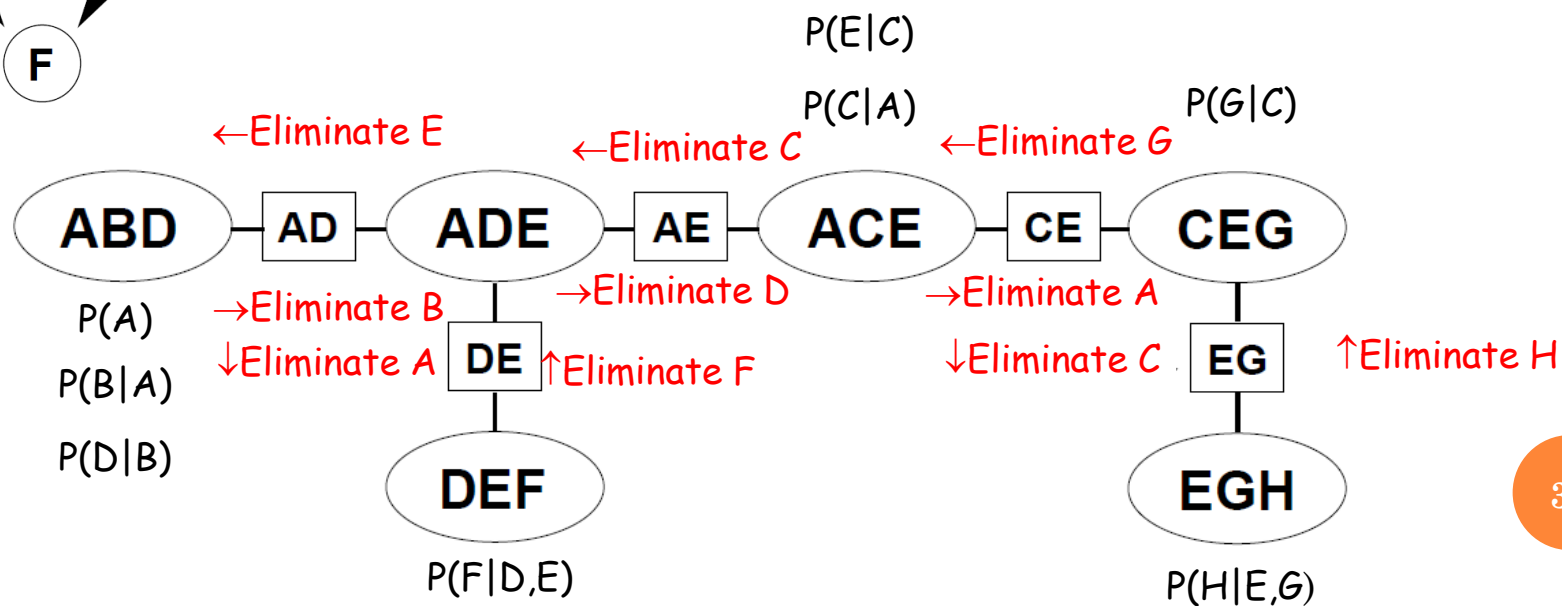 F
P(E|C)
P(C|A)
P(G|C)
←Eliminate E
←Eliminate C
←Eliminate G
ABD
AD
ADE
AE
ACE
CE
CEG
P(A)
P(B|A)
P(D|B)
→Eliminate B
→Eliminate D
→Eliminate A
↓Eliminate A
DE
↑Eliminate F
↓Eliminate C
EG
↑Eliminate H
DEF
EGH
3
P(F|D,E)
P(H|E,G)